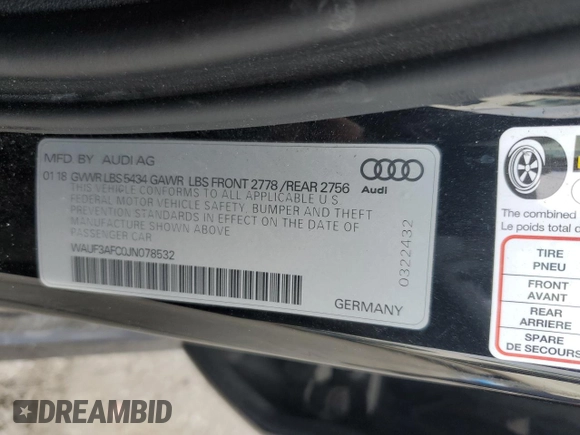 MFD BY AUDI AG
01 18 GVWR LBS 5434 GAWR LBS FRONT 2778 /REAR 2756
THIS VEHICLE CONFORMS TO ALL APPLICABLE U S
FEDERAL MOTOR VEHICLE SAFETY, BUMPER AND THEFT
PREVENTION STANDARDS IN EFFECT ON THE DATE OF
MANUFACTURE SHOWN ABOVE
PASSENGER CAR
WAUF3AFC0JN078532
Audi
0322432
GERMANY
The combined
Le poids total d
TIRE
PNEU
FRONT
AVANT
REAR
ARRIERE
SPARE
DE SECOURS
DREAMBID